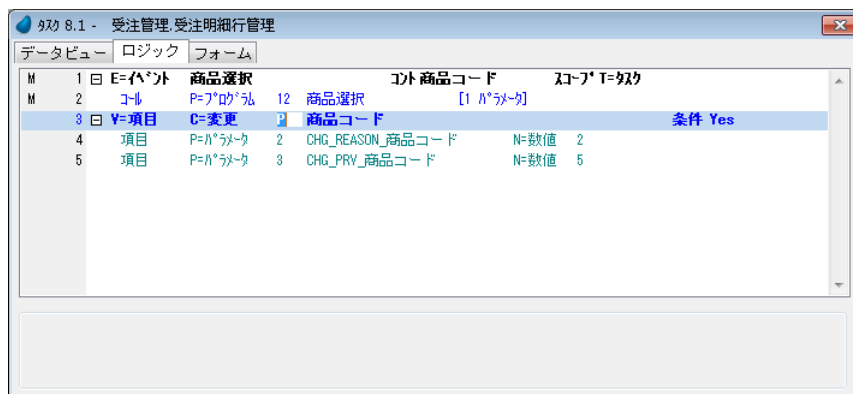 ﾀｽｸ 8.1 - 受注管理.受注明細行管理
データビュー ロジック フォーム
M 1 E=ｲﾍﾞﾝﾄ 商品選択 ｺﾝﾄ 商品コード ｽｺｰﾌﾟ T=ﾀｽｸ
M 2 ｺｰﾙ P=ﾌﾟﾛｸﾞﾗﾑ 12 商品選択 [1 ﾊﾟﾗﾒｰﾀ]
3 V=項目 C=変更 P 商品コード 条件 Yes
4 項目 P=ﾊﾟﾗﾒｰﾀ 2 CHG_REASON_商品コード N=数値 2
5 項目 P=ﾊﾟﾗﾒｰﾀ 3 CHG_PRV_商品コード N=数値 5